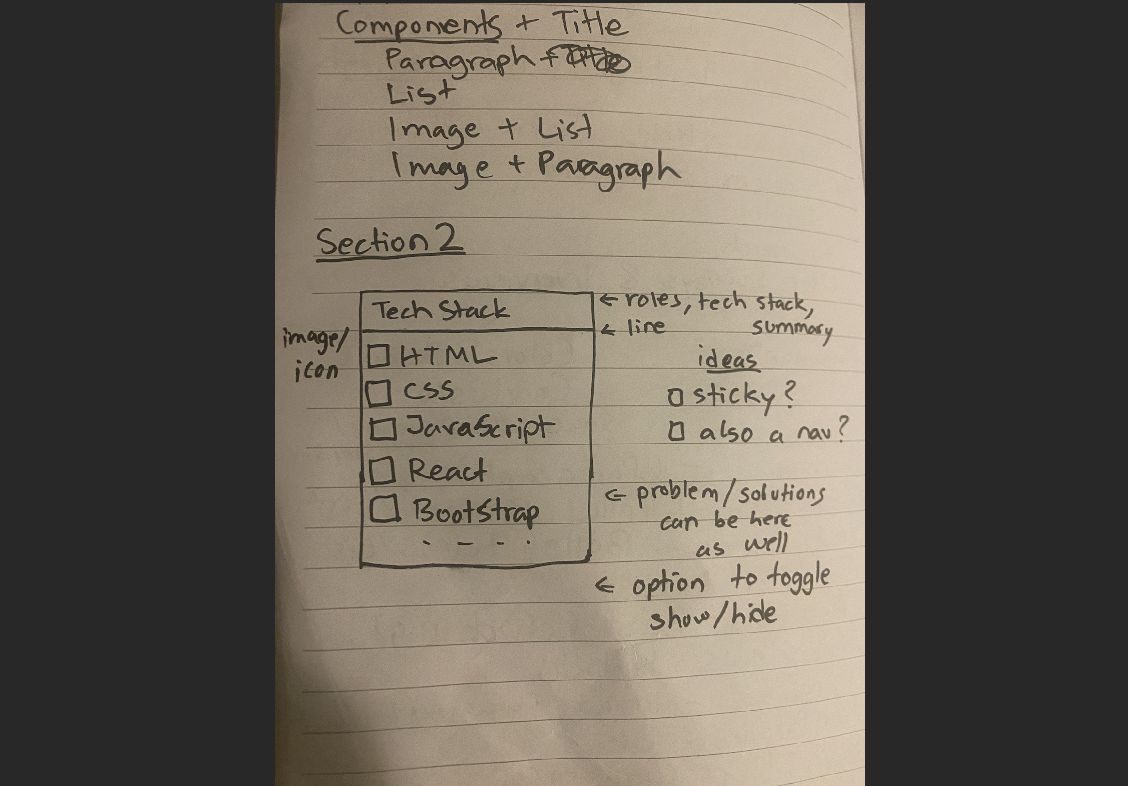 Components + Title
Paragraph +
List
Image + List
Image + Paragraph
Section 2
Tech Stack
← roles, tech stack,
summary
← line
image/
icon
HTML
CSS
JavaScript
React
Bootstrap
- - - -
ideas
sticky?
also a nav?
← problem/solutions
can be here
as well
← option to toggle
show/hide